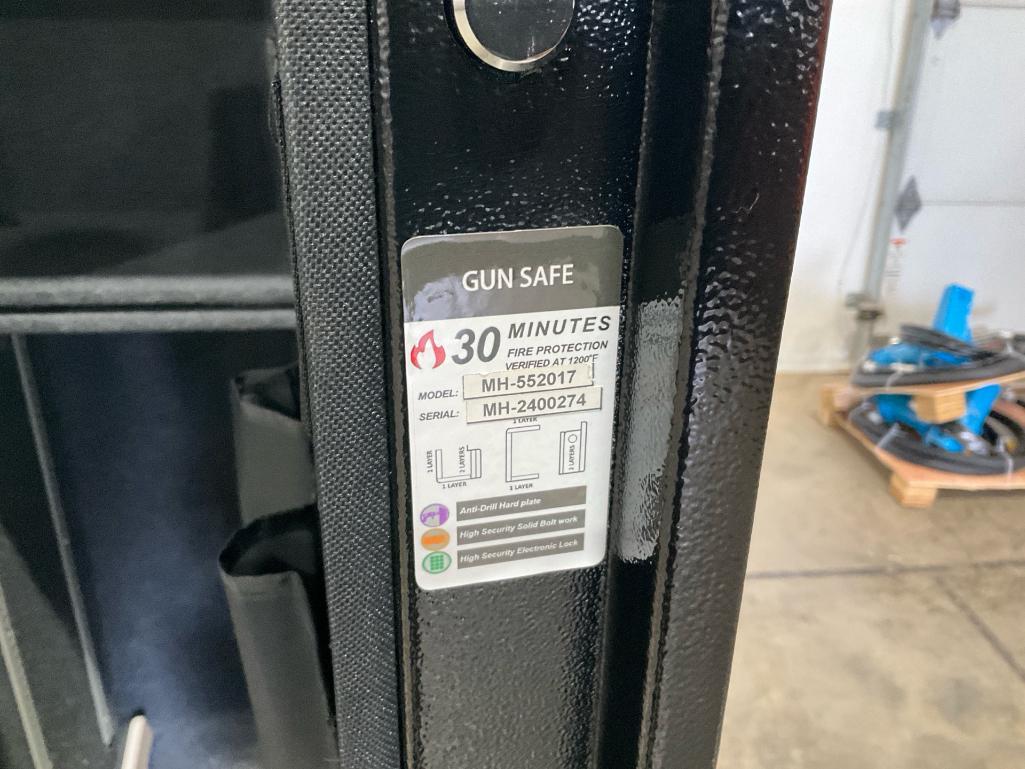 GUN SAFE
30 MINUTES
FIRE PROTECTION
VERIFIED AT 1200°F
MODEL: MH-552017
SERIAL: MH-2400274
1 LAYER
1 LAYER
2 LAYERS
1 LAYER
1 LAYER
2 LAYERS
Anti-Drill Hard plate
High Security Solid Bolt work
High Security Electronic Lock